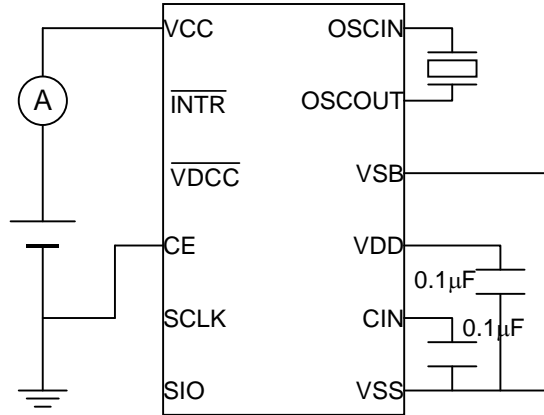 VCC OSCIN
A
INTR OSCOUT
VDCC VSB
CE VDD
0.1μF
SCLK CIN
0.1μF
SIO VSS